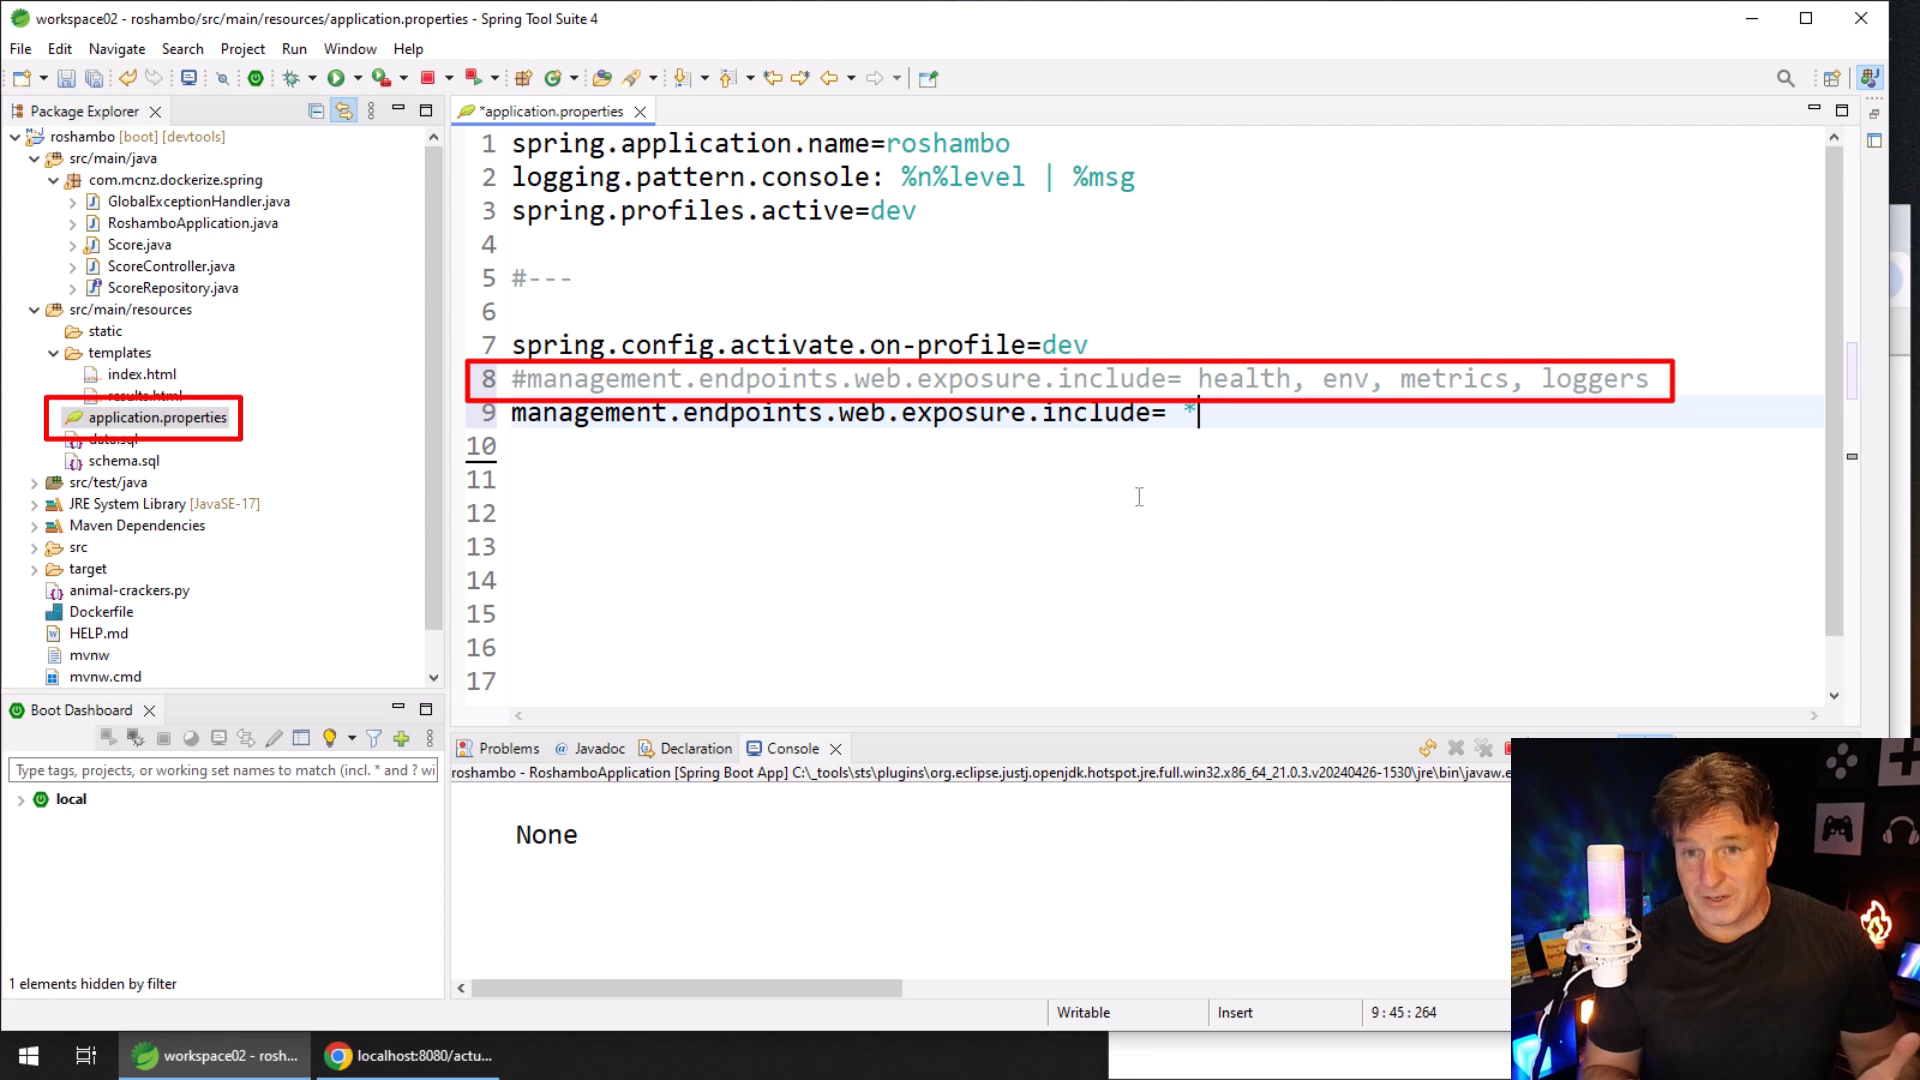 workspace02 - roshambo/src/main/resources/application.properties - Spring Tool Suite 4
File Edit Navigate Search Project Run Window Help
Package Explorer
*application.properties
roshambo [boot] [devtools]
src/main/java
com.mcnz.dockerize.spring
GlobalExceptionHandler.java
RoshamboApplication.java
Score.java
ScoreController.java
ScoreRepository.java
src/main/resources
static
templates
index.html
results.html
application.properties
data.sql
schema.sql
src/test/java
JRE System Library [JavaSE-17]
Maven Dependencies
src
target
animal-crackers.py
Dockerfile
HELP.md
mvnw
mvnw.cmd
1 spring.application.name=roshambo
2 logging.pattern.console: %n%level | %msg
3 spring.profiles.active=dev
4
5 #---
6
7 spring.config.activate.on-profile=dev
8 #management.endpoints.web.exposure.include= health, env, metrics, loggers
9 management.endpoints.web.exposure.include= *
10
11
12
13
14
15
16
17
Boot Dashboard
Type tags, projects, or working set names to match (incl. * and ? wi
local
1 elements hidden by filter
Problems Javadoc Declaration Console
roshambo - RoshamboApplication [Spring Boot App] C:\_tools\sts\plugins\org.eclipse.justj.openjdk.hotspot.jre.full.win32.x86_64_21.0.3.v20240426-1530\jre\bin\javaw.e
None
Writable Insert 9 : 45 : 264
workspace02 - rosh...
localhost:8080/actu...